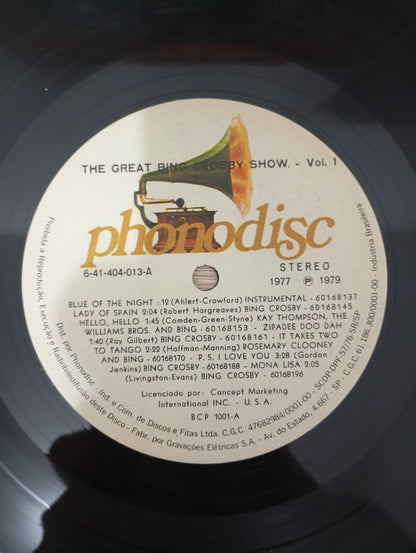 THE GREAT BING CROSBY SHOW. - Vol. 1
phonodisc
6-41-404-013-A
STEREO
1977 Ⓟ 1979
BLUE OF THE NIGHT :12 (Ahlert-Crawford) INSTRUMENTAL - 60168137
LADY OF SPAIN 2:04 (Robert Hargreaves) BING CROSBY - 60168145
HELLO, HELLO 1:45 (Comden-Green-Styne) KAY THOMPSON, THE
WILLIAMS BROS. AND BING - 60168153 - ZIPADEE DOO DAH
1:40 (Ray Gilbert) BING CROSBY - 60168161 - IT TAKES TWO
TO TANGO 2:22 (Hoffman-Manning) ROSEMARY CLOONEY
AND BING - 60168170 - P.S. I LOVE YOU 3:28 (Gordon
Jenkins) BING CROSBY - 60168188 - MONA LISA 2:05
(Livingston-Evans) BING CROSBY - 60168196
Licenciado por: Concept Marketing
International INC. - U.S.A.
BCP 1001-A
Proibida a Reprodução, Execução e Radioteledifusão deste Disco - Fabr. por Gravações Elétricas S.A. - Av. do Estado, 4.667 - SP - C.G.C. 61.186.300/0001-00 - Indústria Brasileira
Dist. por Phonodisc - Ind. e Com. de Discos e Fitas Ltda. C.G.C. 47682984/0001-00 - SCDP-DPF-577/6-SR/SP